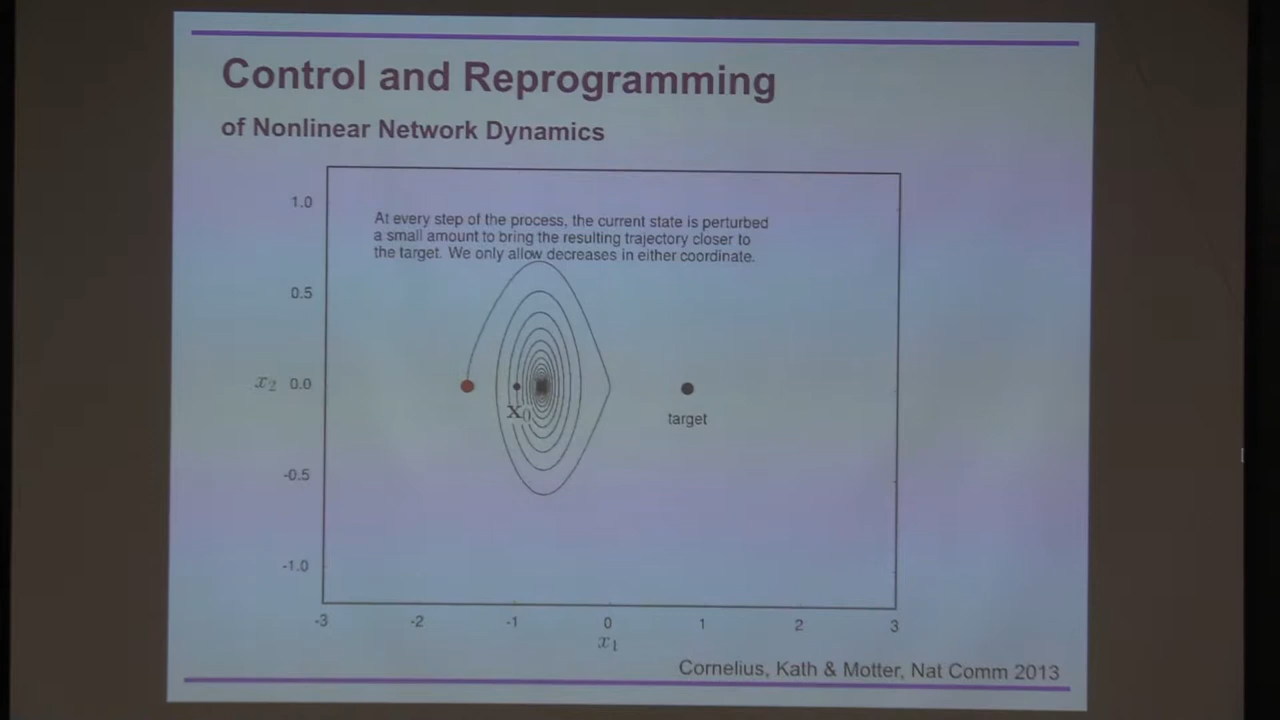 Control and Reprogramming
of Nonlinear Network Dynamics
At every step of the process, the current state is perturbed
a small amount to bring the resulting trajectory closer to
the target. We only allow decreases in either coordinate.
1.0
0.5
x₂ 0.0
-0.5
-1.0
x₀
target
-3 -2 -1 0 1 2 3
x₁
Cornelius, Kath & Motter, Nat Comm 2013